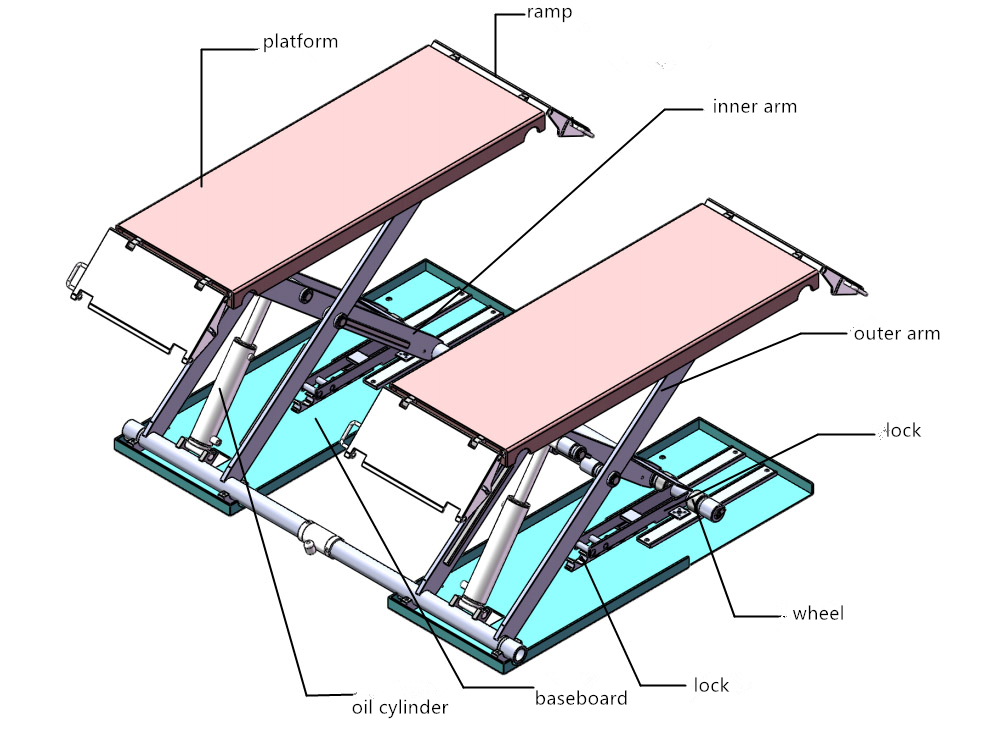 ramp
platform
inner arm
outer arm
lock
wheel
lock
baseboard
oil cylinder